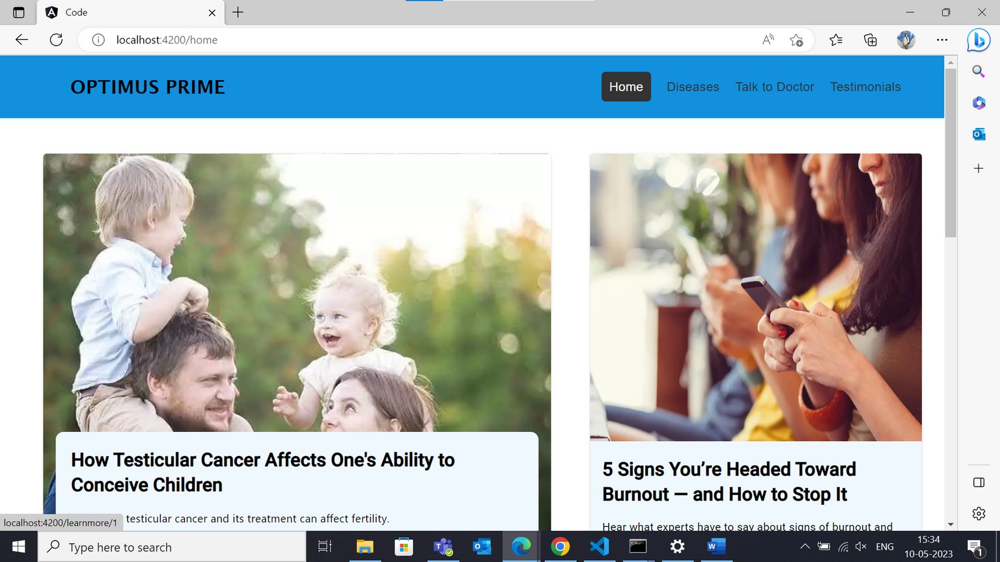 Code
localhost:4200/home
OPTIMUS PRIME
Home
Diseases
Talk to Doctor
Testimonials
How Testicular Cancer Affects One's Ability to
Conceive Children
testicular cancer and its treatment can affect fertility.
5 Signs You’re Headed Toward
Burnout — and How to Stop It
Hear what experts have to say about signs of burnout and
localhost:4200/learnmore/1
Type here to search
ENG
15:34
10-05-2023
1